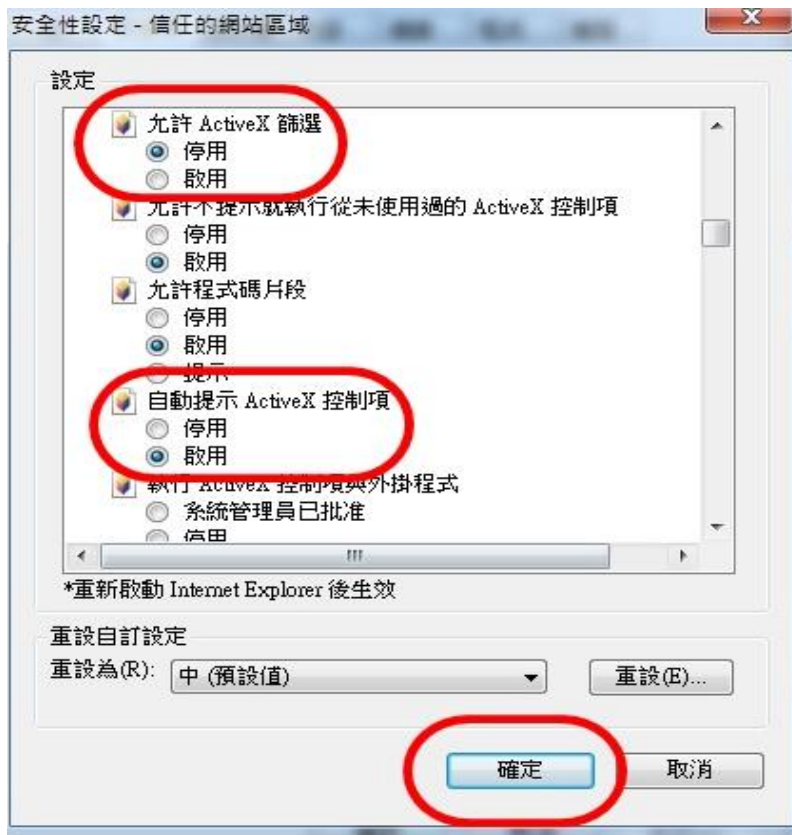 安全性設定 - 信任的網站區域
設定
允許 ActiveX 篩選
停用
啟用
允許不提示就執行從未使用過的 ActiveX 控制項
停用
啟用
允許程式碼片段
停用
啟用
提示
自動提示 ActiveX 控制項
停用
啟用
執行 ActiveX 控制項與外掛程式
系統管理員已批准
停用
*重新啟動 Internet Explorer 後生效
重設自訂設定
重設為(R): 中 (預設值) 重設(E)...
確定 取消